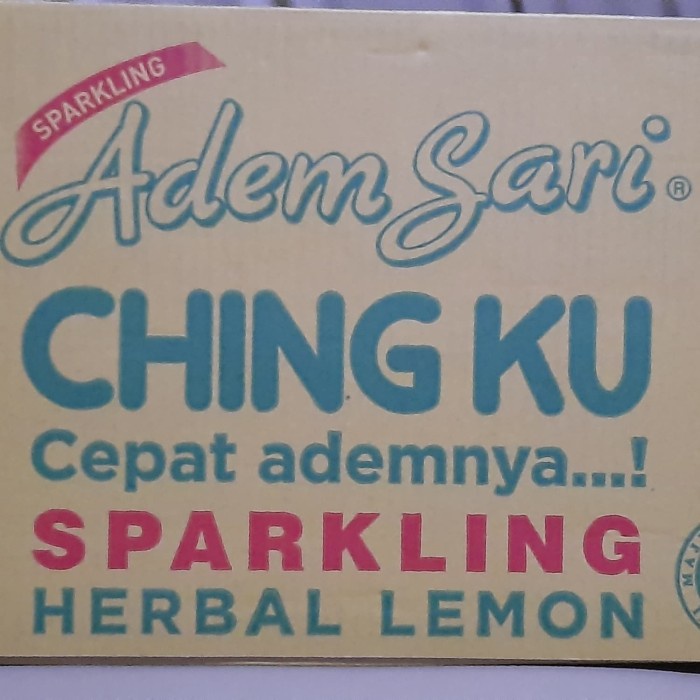 SPARKLING
Adem Sari ®
CHING KU
Cepat ademnya...!
SPARKLING
HERBAL LEMON